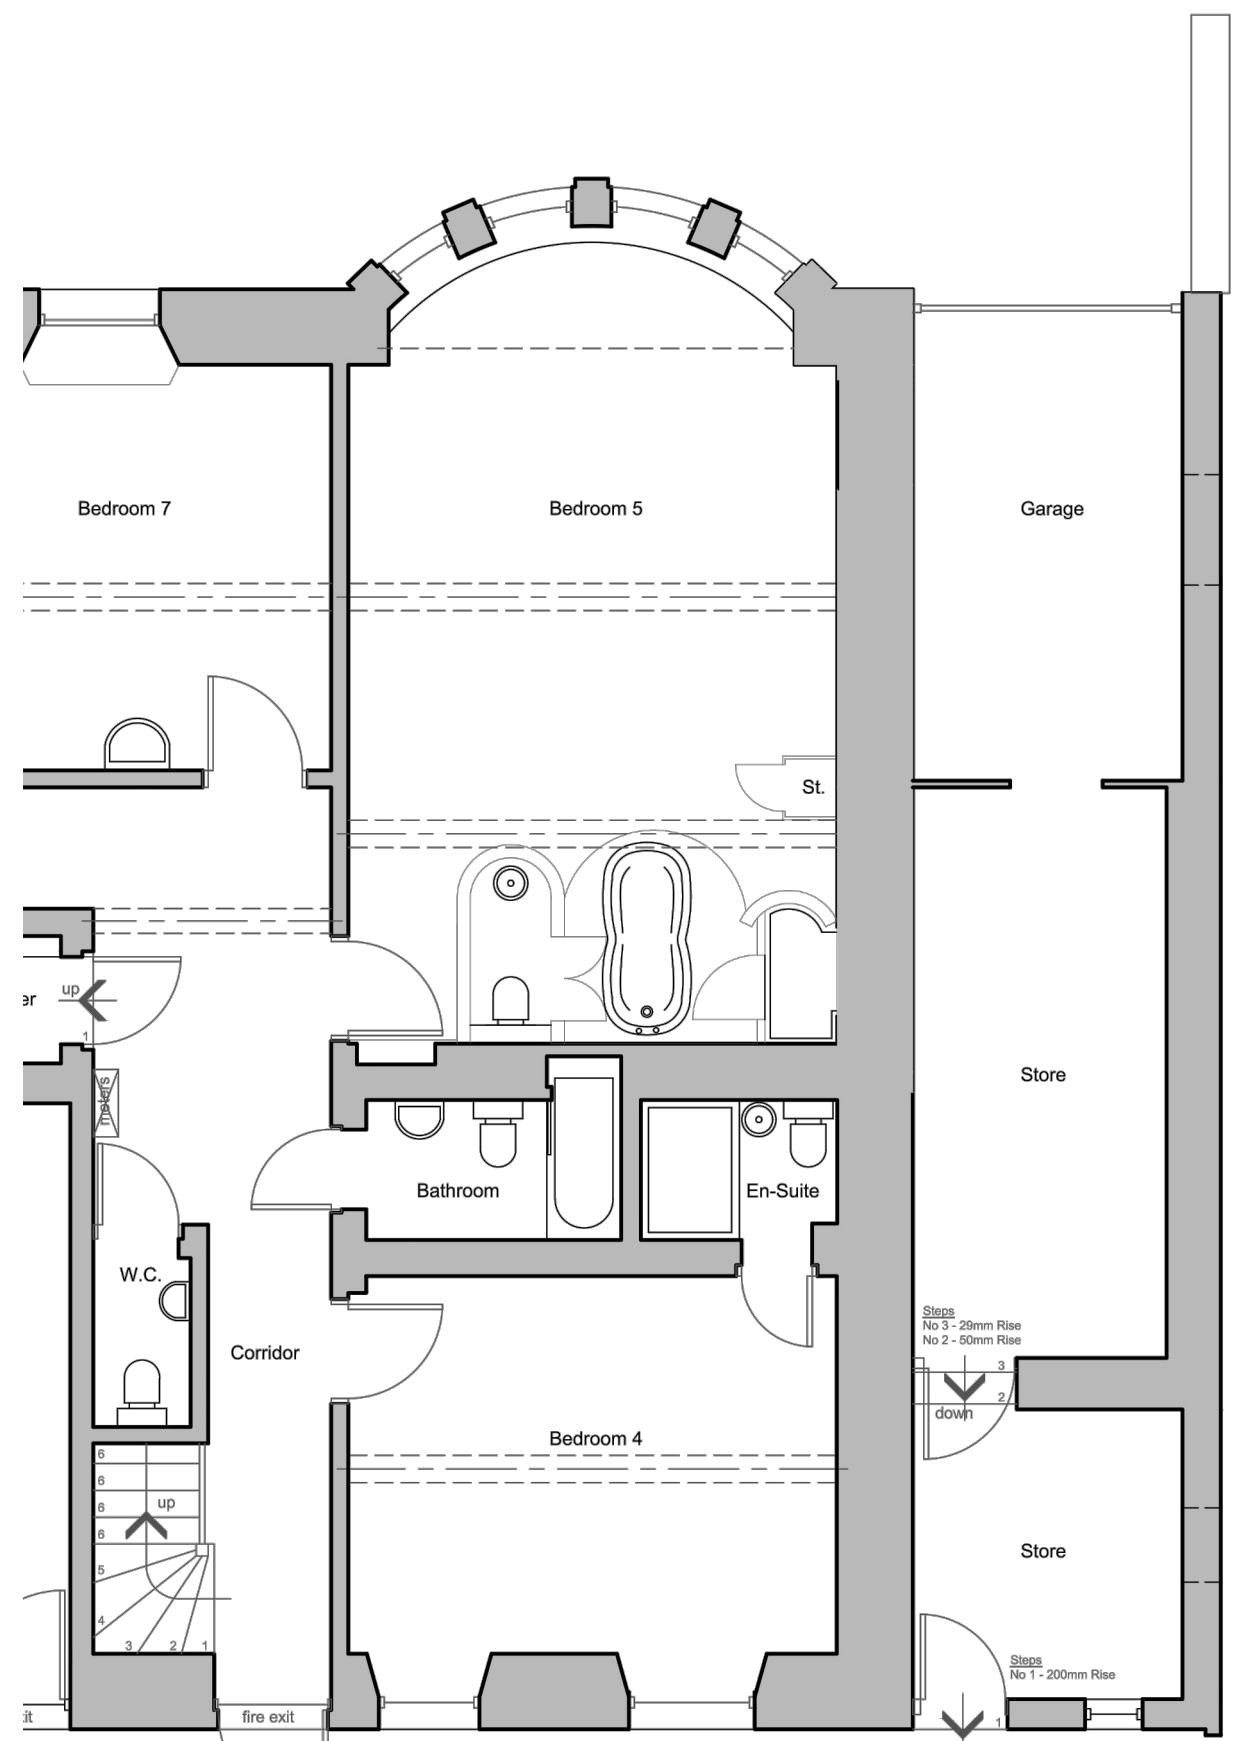 Bedroom 7
Bedroom 5
Garage
St.
er
up
1
meters
Store
Bathroom
En-Suite
W.C.
Steps
No 3 - 29mm Rise
No 2 - 50mm Rise
Corridor
3
2
down
Bedroom 4
6
6
up
6
6
5
4
3
2
1
Store
Steps
No 1 - 200mm Rise
it
fire exit
1